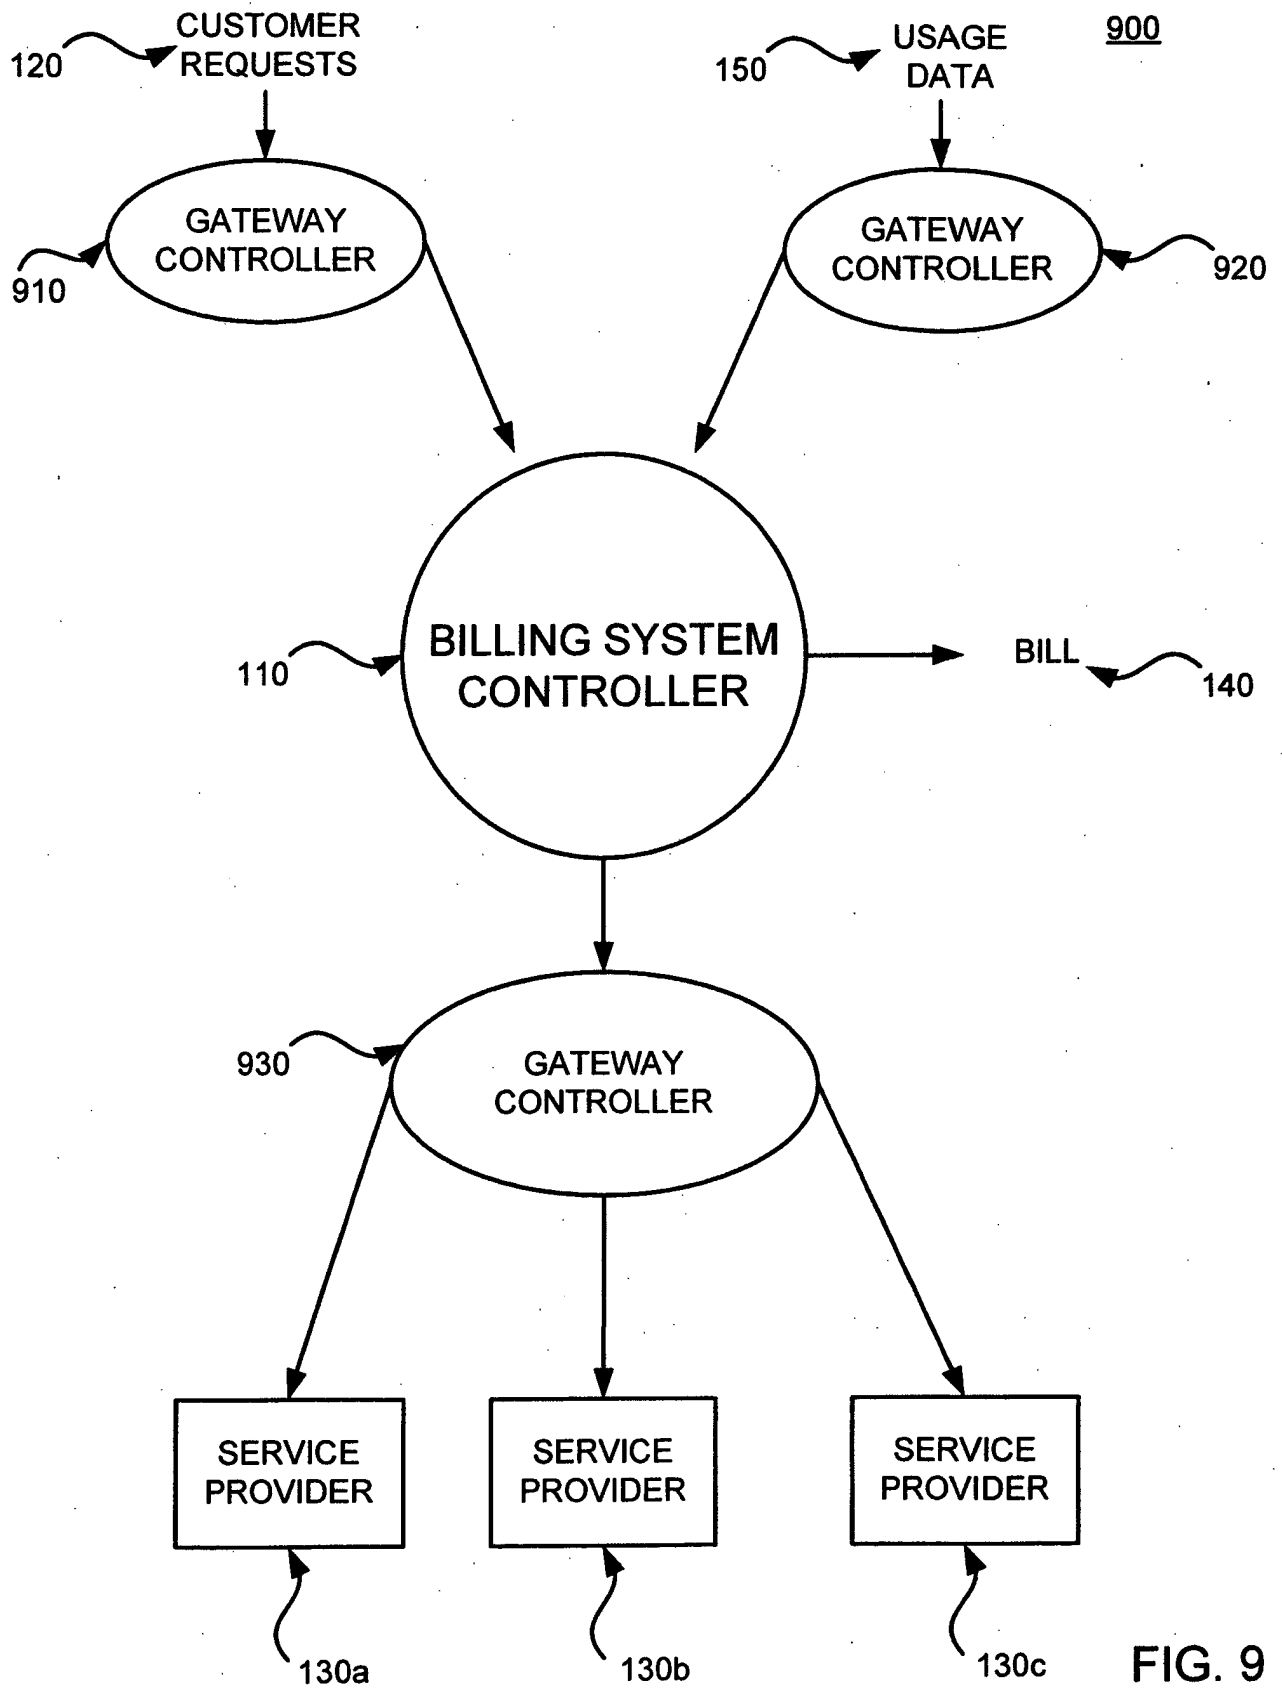 CUSTOMER
REQUESTS
120
USAGE
DATA
150
900
GATEWAY
CONTROLLER
910
GATEWAY
CONTROLLER
920
BILLING SYSTEM
CONTROLLER
110
BILL
140
930
GATEWAY
CONTROLLER
SERVICE
PROVIDER
SERVICE
PROVIDER
SERVICE
PROVIDER
130a
130b
130c
FIG. 9